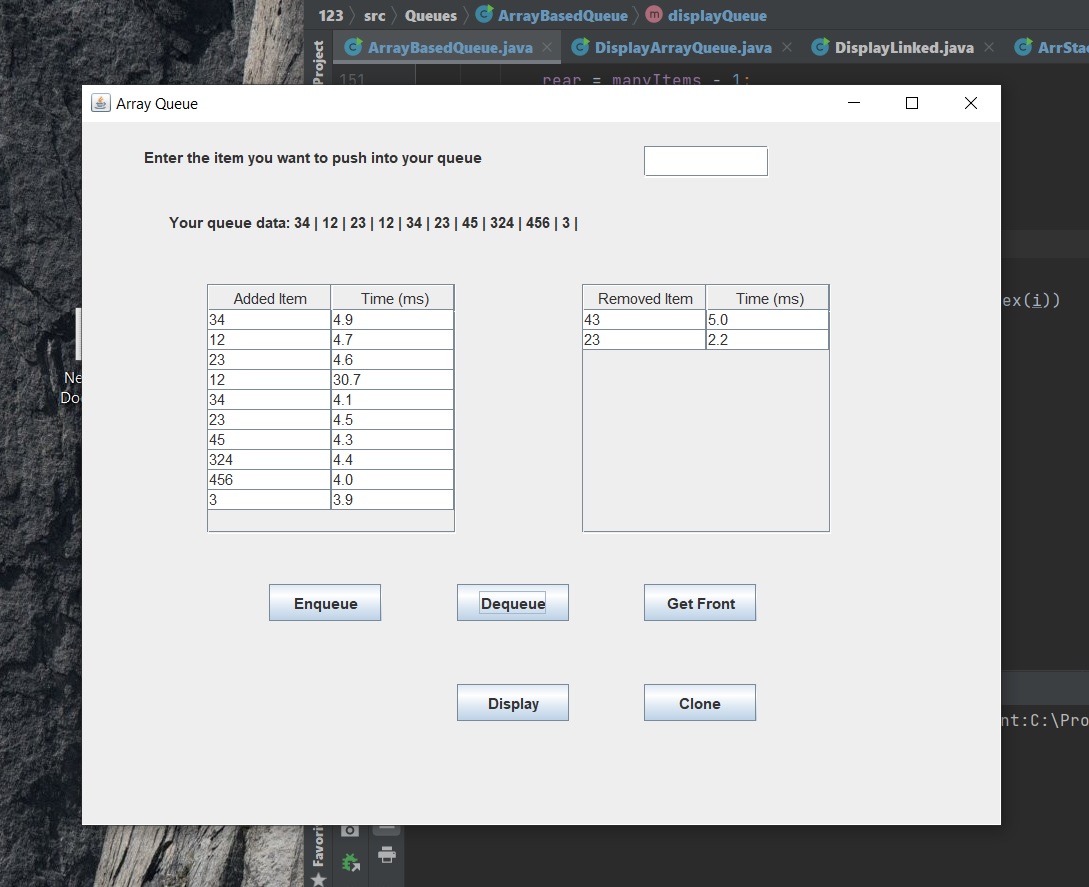 123 src Queues ArrayBasedQueue displayQueue
ArrayBasedQueue.java DisplayArrayQueue.java DisplayLinked.java
Project
151 rear = manyItems - 1;
Array Queue
Enter the item you want to push into your queue
Your queue data: 34 | 12 | 23 | 12 | 34 | 23 | 45 | 324 | 456 | 3 |
Added Item Time (ms)
34 4.9
12 4.7
23 4.6
12 30.7
34 4.1
23 4.5
45 4.3
324 4.4
456 4.0
3 3.9
Removed Item Time (ms)
43 5.0
23 2.2
Enqueue Dequeue Get Front
Display Clone
ex(i))
nt:C:\Pro